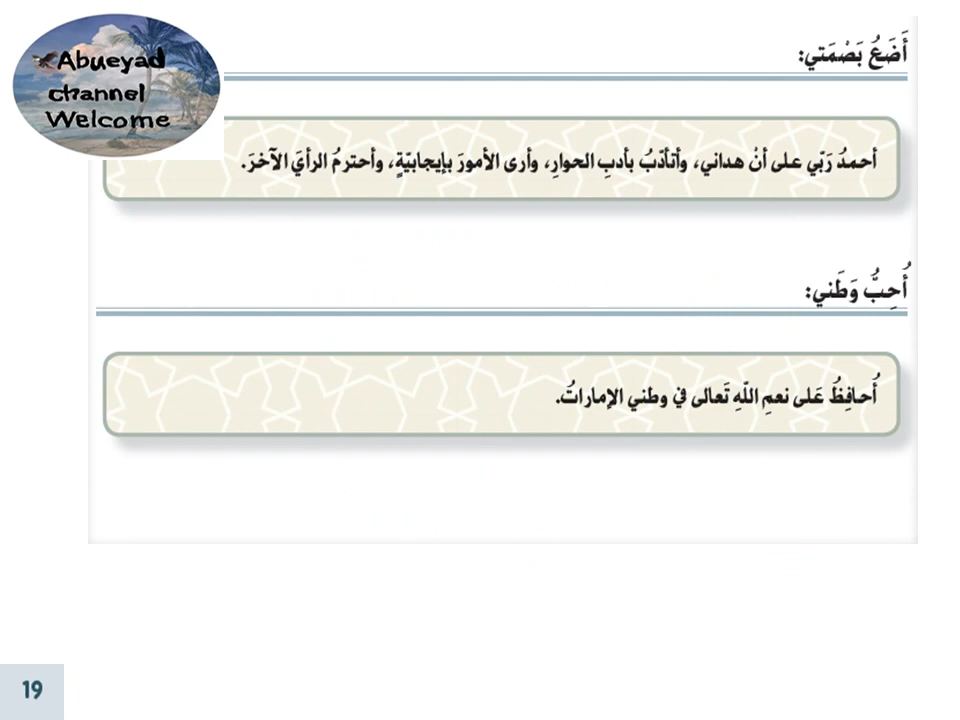 Abueyad
channel
Welcome
أَضَعُ بَصْمَتي:
أحمدُ رَبّي على أنْ هداني، وأتأدّبُ بأدبِ الحوارِ، وأرى الأمورَ بإيجابيّةٍ، وأحترمُ الرأيَ الآخرَ.
أُحِبُّ وَطَني:
أُحافِظُ عَلى نعمِ اللّهِ تَعالى في وطني الإماراتُ.
19